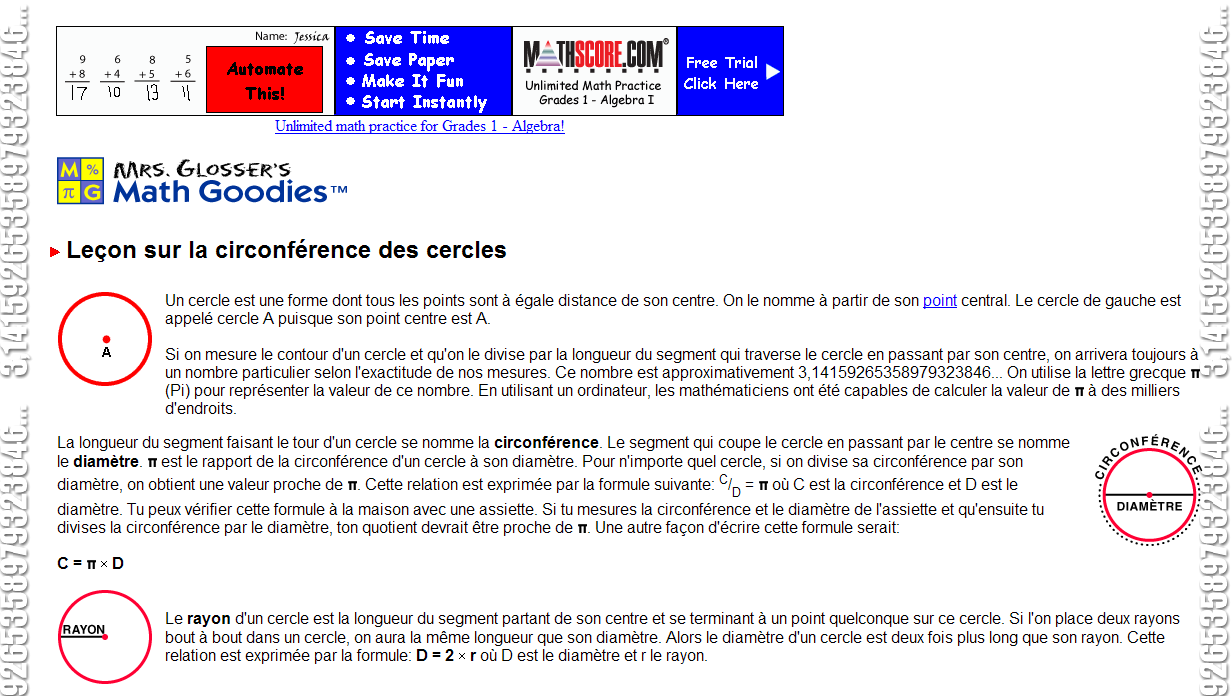 Name: Jessica
9 6 8 5
+8 +4 +5 +6
17 10 13 11
Automate
This!
Save Time
Save Paper
Make It Fun
Start Instantly
MATHSCORE.COM®
Unlimited Math Practice
Grades 1 - Algebra I
Free Trial
Click Here
Unlimited math practice for Grades 1 - Algebra!
M % π G
MRS. GLOSSER'S
Math Goodies™
Leçon sur la circonférence des cercles
A
Un cercle est une forme dont tous les points sont à égale distance de son centre. On le nomme à partir de son point central. Le cercle de gauche est
appelé cercle A puisque son point centre est A.
Si on mesure le contour d'un cercle et qu'on le divise par la longueur du segment qui traverse le cercle en passant par son centre, on arrivera toujours à
un nombre particulier selon l'exactitude de nos mesures. Ce nombre est approximativement 3,14159265358979323846... On utilise la lettre grecque π
(Pi) pour représenter la valeur de ce nombre. En utilisant un ordinateur, les mathématiciens ont été capables de calculer la valeur de π à des milliers
d'endroits.
La longueur du segment faisant le tour d'un cercle se nomme la circonférence. Le segment qui coupe le cercle en passant par le centre se nomme
le diamètre. π est le rapport de la circonférence d'un cercle à son diamètre. Pour n'importe quel cercle, si on divise sa circonférence par son
diamètre, on obtient une valeur proche de π. Cette relation est exprimée par la formule suivante: C/D = π où C est la circonférence et D est le
diamètre. Tu peux vérifier cette formule à la maison avec une assiette. Si tu mesures la circonférence et le diamètre de l'assiette et qu'ensuite tu
divises la circonférence par le diamètre, ton quotient devrait être proche de π. Une autre façon d'écrire cette formule serait:
CIRCONFÉRENCE
DIAMÈTRE
C = π × D
RAYON
Le rayon d'un cercle est la longueur du segment partant de son centre et se terminant à un point quelconque sur ce cercle. Si l'on place deux rayons
bout à bout dans un cercle, on aura la même longueur que son diamètre. Alors le diamètre d'un cercle est deux fois plus long que son rayon. Cette
relation est exprimée par la formule: D = 2 × r où D est le diamètre et r le rayon.
3,14159265358979323846...
9265358979323846...
3,14159265358979323846...
9265358979323846...